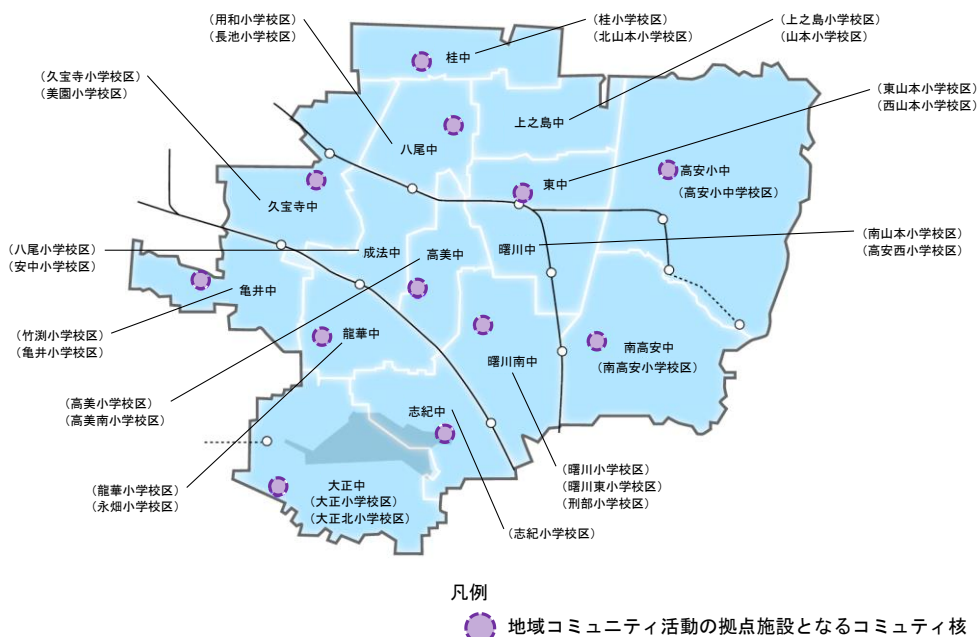 (用和小学校区)
(長池小学校区)
(桂小学校区)
(北山本小学校区)
(上之島小学校区)
(山本小学校区)
桂中
(久宝寺小学校区)
(美園小学校区)
(東山本小学校区)
(西山本小学校区)
上之島中
八尾中
高安小中
(高安小中学校区)
東中
久宝寺中
(南山本小学校区)
(高安西小学校区)
(八尾小学校区)
(安中小学校区)
成法中
高美中
曙川中
亀井中
(竹渕小学校区)
(亀井小学校区)
龍華中
曙川南中
南高安中
(南高安小学校区)
(高美小学校区)
(高美南小学校区)
志紀中
(龍華小学校区)
(永畑小学校区)
大正中
(大正小学校区)
(大正北小学校区)
(曙川小学校区)
(曙川東小学校区)
(刑部小学校区)
(志紀小学校区)
凡例
地域コミュニティ活動の拠点施設となるコミュティ核